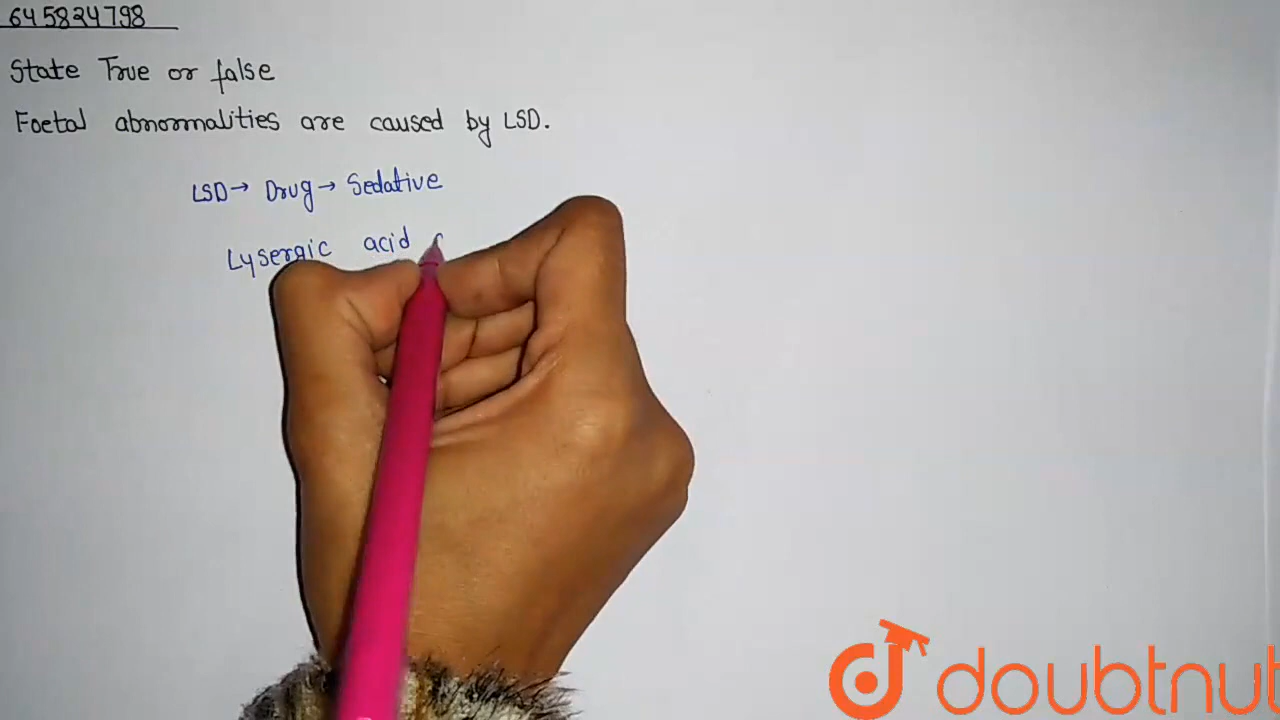 645824798
State True or false
Foetal abnormalities are caused by LSD.
LSD → Drug → Sedative
Lysergic acid
doubtnut